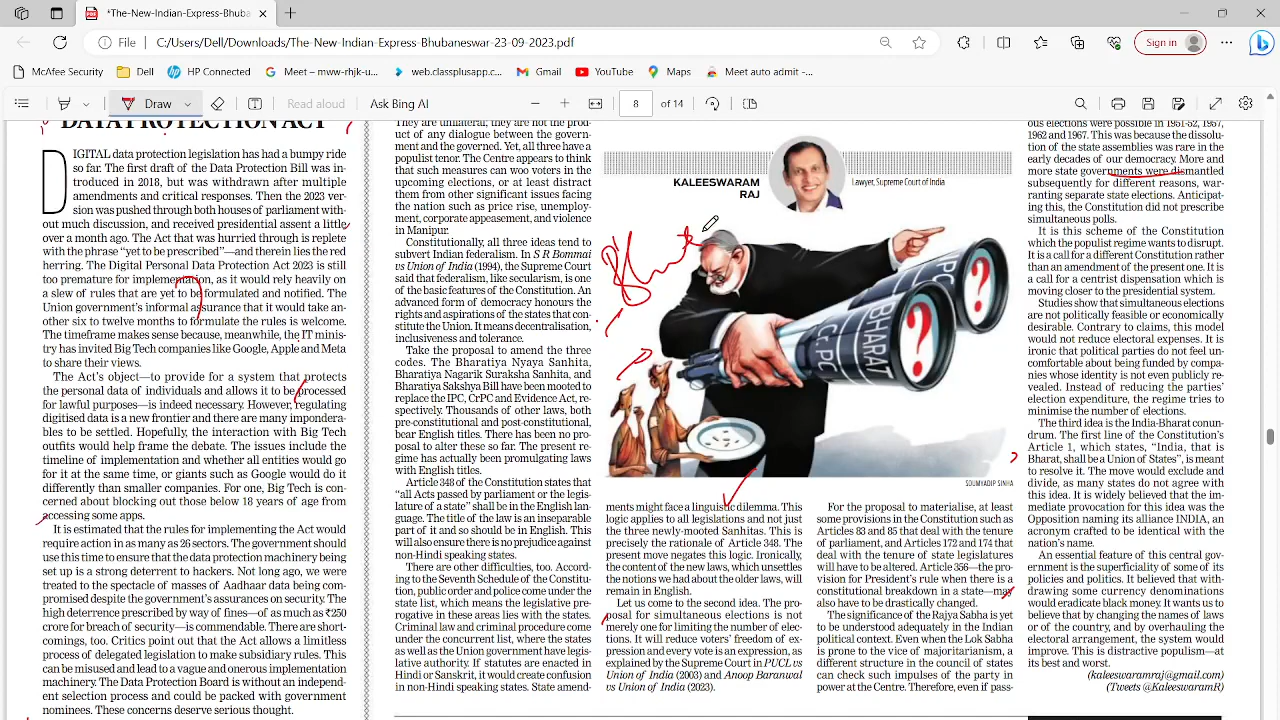 *The-New-Indian-Express-Bhuba
File
C:/Users/Dell/Downloads/The-New-Indian-Express-Bhubaneswar-23-09-2023.pdf
Sign in
McAfee Security
Dell
HP Connected
Meet – mww-rhjk-u...
web.classplusapp.c...
Gmail
YouTube
Maps
Meet auto admit -...
Draw
Read aloud
Ask Bing AI
8
of 14
DATA PROTECTION ACT
DIGITAL data protection legislation has had a bumpy ride
so far. The first draft of the Data Protection Bill was in-
troduced in 2018, but was withdrawn after multiple
amendments and critical responses. Then the 2023 ver-
sion was pushed through both houses of parliament with-
out much discussion, and received presidential assent a little
over a month ago. The Act that was hurried through is replete
with the phrase "yet to be prescribed"—and therein lies the red
herring. The Digital Personal Data Protection Act 2023 is still
too premature for implementation, as it would rely heavily on
a slew of rules that are yet to be formulated and notified. The
Union government's informal assurance that it would take an-
other six to twelve months to formulate the rules is welcome.
The timeframe makes sense because, meanwhile, the IT minis-
try has invited Big Tech companies like Google, Apple and Meta
to share their views.
The Act's object—to provide for a system that protects
the personal data of individuals and allows it to be processed
for lawful purposes—is indeed necessary. However, regulating
digitised data is a new frontier and there are many impondera-
bles to be settled. Hopefully, the interaction with Big Tech
outfits would help frame the debate. The issues include the
timeline of implementation and whether all entities would go
for it at the same time, or giants such as Google would do it
differently than smaller companies. For one, Big Tech is con-
cerned about blocking out those below 18 years of age from
accessing some apps.
It is estimated that the rules for implementing the Act would
require action in as many as 26 sectors. The government should
use this time to ensure that the data protection machinery being
set up is a strong deterrent to hackers. Not long ago, we were
treated to the spectacle of masses of Aadhaar data being com-
promised despite the government's assurances on security. The
high deterrence prescribed by way of fines—of as much as ₹250
crore for breach of security—is commendable. There are short-
comings, too. Critics point out that the Act allows a limitless
process of delegated legislation to make subsidiary rules. This
can be misused and lead to a vague and onerous implementation
machinery. The Data Protection Board is without an independ-
ent selection process and could be packed with government
nominees. These concerns deserve serious thought.
They are unilateral; they are not the prod-
uct of any dialogue between the govern-
ment and the governed. Yet, all three have a
populist tenor. The Centre appears to think
that such measures can woo voters in the
upcoming elections, or at least distract
them from other significant issues facing
the nation such as price rise, unemploy-
ment, corporate appeasement, and violence
in Manipur.
Constitutionally, all three ideas tend to
subvert Indian federalism. In S R Bommai
vs Union of India (1994), the Supreme Court
said that federalism, like secularism, is one
of the basic features of the Constitution. An
advanced form of democracy honours the
rights and aspirations of the states that con-
stitute the Union. It means decentralisation,
inclusiveness and tolerance.
Take the proposal to amend the three
codes. The Bharatiya Nyaya Sanhita,
Bharatiya Nagarik Suraksha Sanhita, and
Bharatiya Sakshya Bill have been mooted to
replace the IPC, CrPC and Evidence Act, re-
spectively. Thousands of other laws, both
pre-constitutional and post-constitutional,
bear English titles. There has been no pro-
posal to alter those so far. The present re-
gime has actually been promulgating laws
with English titles.
Article 348 of the Constitution states that
"all Acts passed by parliament or the legis-
lature of a state" shall be in the English lan-
guage. The title of the law is an inseparable
part of it and so should be in English. This
will also ensure there is no prejudice against
non-Hindi speaking states.
There are other difficulties, too. Accord-
ing to the Seventh Schedule of the Constitu-
tion, public order and police come under the
state list, which means the legislative pre-
rogative in these areas lies with the states.
Criminal law and criminal procedure come
under the concurrent list, where the states
as well as the Union government have legis-
lative authority. If statutes are enacted in
Hindi or Sanskrit, it would create confusion
in non-Hindi speaking states. State amend-
KALEESWARAM
RAJ
Lawyer, Supreme Court of India
IPC
Cr. PC
BHARAT
?
?
SOUMYADIP SINHA
ments might face a linguistic dilemma. This
logic applies to all legislations and not just
the three newly-mooted Sanhitas. This is
precisely the rationale of Article 348. The
present move negates this logic. Ironically,
the content of the new laws, which unsettles
the notions we had about the older laws, will
remain in English.
Let us come to the second idea. The pro-
posal for simultaneous elections is not
merely one for limiting the number of elec-
tions. It will reduce voters' freedom of ex-
pression and every vote is an expression, as
explained by the Supreme Court in PUCL vs
Union of India (2003) and Anoop Baranwal
vs Union of India (2023).
For the proposal to materialise, at least
some provisions in the Constitution such as
Articles 83 and 85 that deal with the tenure
of parliament, and Articles 172 and 174 that
deal with the tenure of state legislatures
will have to be altered. Article 356—the pro-
vision for President's rule when there is a
constitutional breakdown in a state—may
also have to be drastically changed.
The significance of the Rajya Sabha is yet
to be understood adequately in the Indian
political context. Even when the Lok Sabha
is prone to the vice of majoritarianism, a
different structure in the council of states
can check such impulses of the party in
power at the Centre. Therefore, even if pass-
ous elections were possible in 1951-52, 1957,
1962 and 1967. This was because the dissolu-
tion of the state assemblies was rare in the
early decades of our democracy. More and
more state governments were dismantled
subsequently for different reasons, war-
ranting separate state elections. Anticipat-
ing this, the Constitution did not prescribe
simultaneous polls.
It is this scheme of the Constitution
which the populist regime wants to disrupt.
It is a call for a different Constitution rather
than an amendment of the present one. It is
a call for a centrist dispensation which is
moving closer to the presidential system.
Studies show that simultaneous elections
are not politically feasible or economically
desirable. Contrary to claims, this model
would not reduce electoral expenses. It is
ironic that political parties do not feel un-
comfortable about being funded by compa-
nies whose identity is not even publicly re-
vealed. Instead of reducing the parties'
election expenditure, the regime tries to
minimise the number of elections.
The third idea is the India-Bharat conun-
drum. The first line of the Constitution's
Article 1, which states, "India, that is
Bharat, shall be a Union of States", is meant
to resolve it. The move would exclude and
divide, as many states do not agree with
this idea. It is widely believed that the im-
mediate provocation for this idea was the
Opposition naming its alliance INDIA, an
acronym crafted to be identical with the
nation's name.
An essential feature of this central gov-
ernment is the superficiality of some of its
policies and politics. It believed that with-
drawing some currency denominations
would eradicate black money. It wants us to
believe that by changing the names of laws
or of the country, and by overhauling the
electoral arrangement, the system would
improve. This is distractive populism—at
its best and worst.
(kaleeswaramraj@gmail.com)
(Tweets @KaleeswaramR)